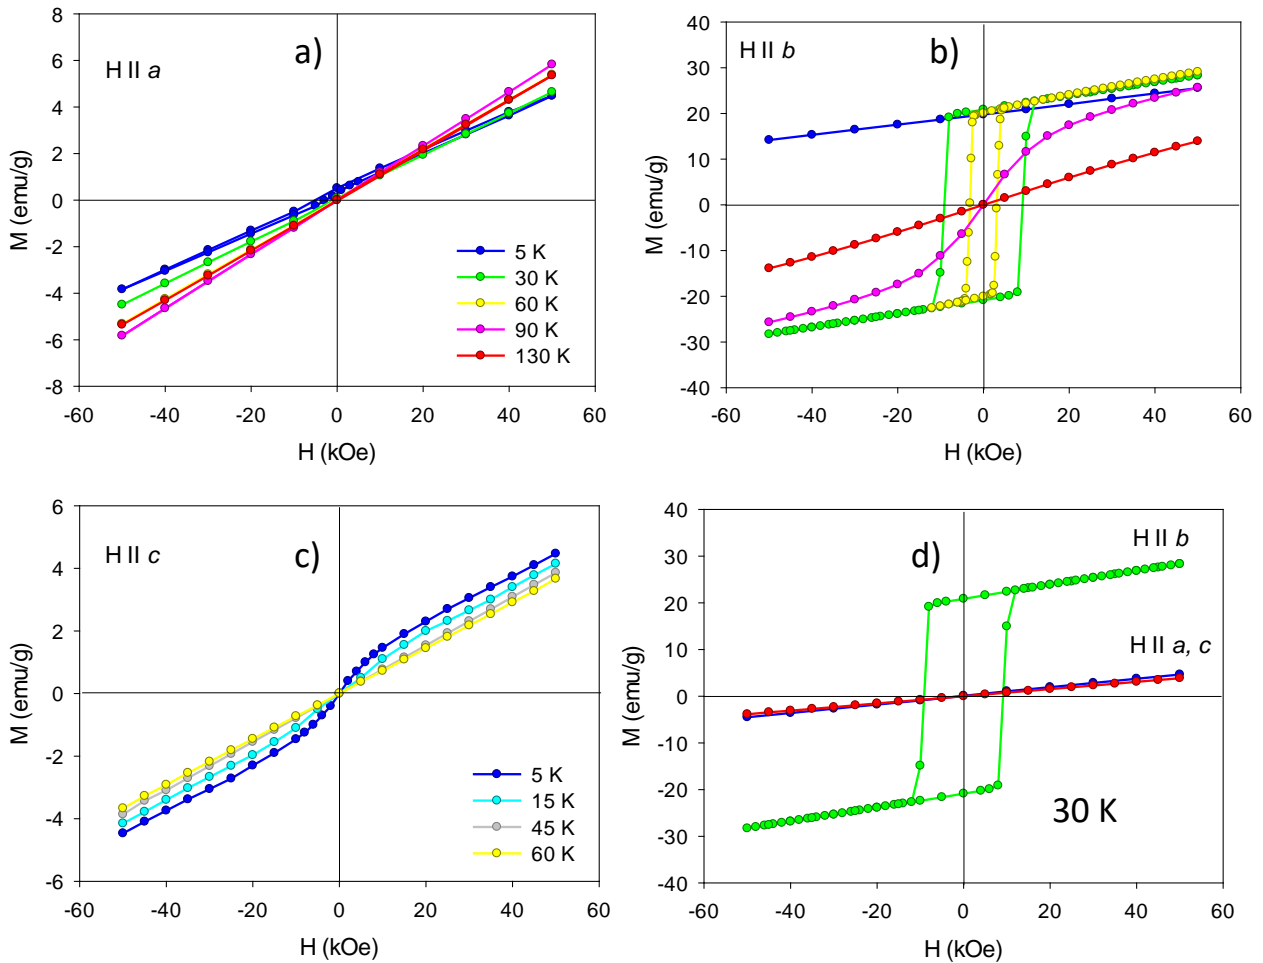 a)
H II a
8
6
4
2
0
-2
-4
-6
-8
M (emu/g)
-60 -40 -20 0 20 40 60
H (kOe)
5 K
30 K
60 K
90 K
130 K
b)
H II b
40
30
20
10
0
-10
-20
-30
-40
M (emu/g)
-60 -40 -20 0 20 40 60
H (kOe)
c)
H II c
6
4
2
0
-2
-4
-6
M (emu/g)
-60 -40 -20 0 20 40 60
H (kOe)
5 K
15 K
45 K
60 K
d)
H II b
H II a, c
30 K
40
30
20
10
0
-10
-20
-30
-40
M (emu/g)
-60 -40 -20 0 20 40 60
H (kOe)